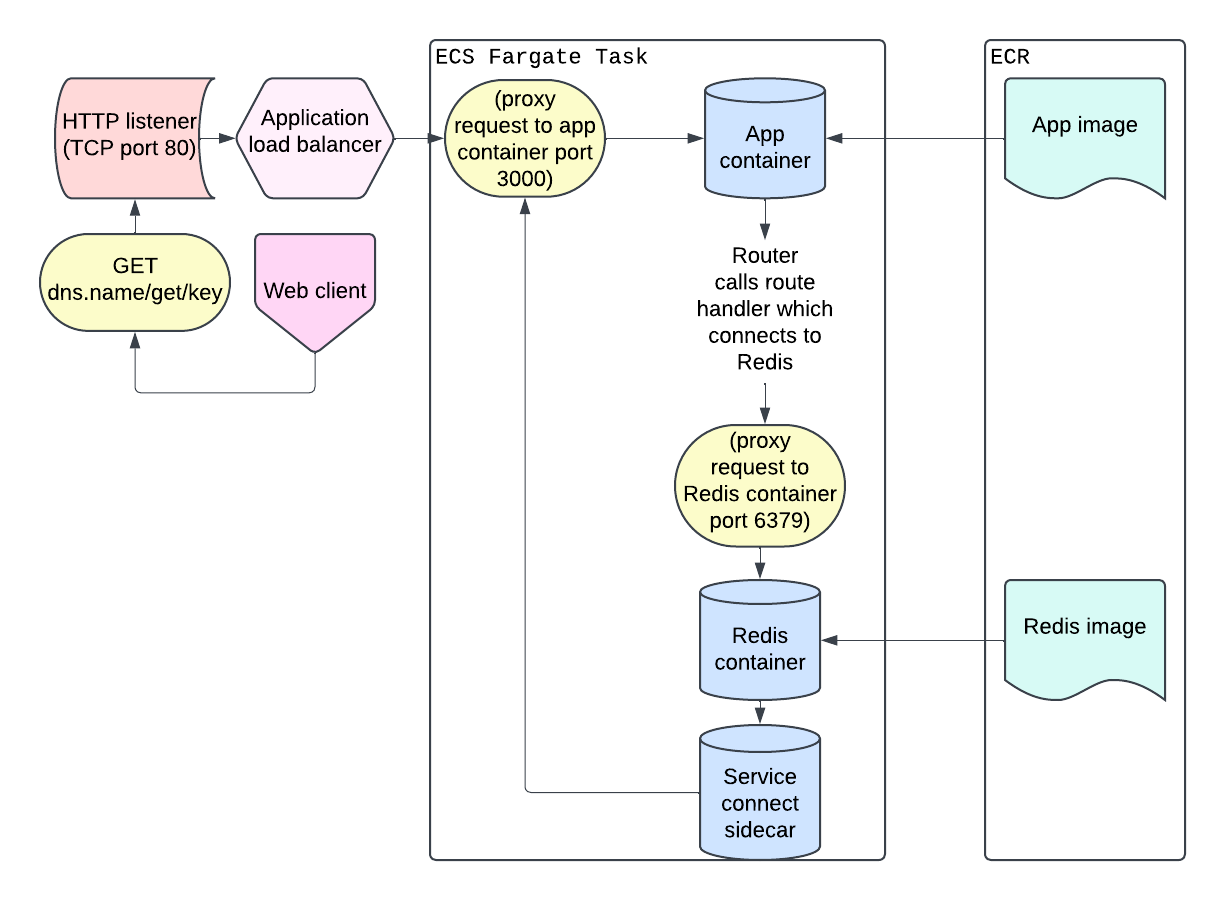 ECS Fargate Task
ECR
HTTP listener
(TCP port 80)
Application
load balancer
(proxy
request to app
container port
3000)
App
container
App image
GET
dns.name/get/key
Web client
Router
calls route
handler which
connects to
Redis
(proxy
request to
Redis container
port 6379)
Redis
container
Redis image
Service
connect
sidecar